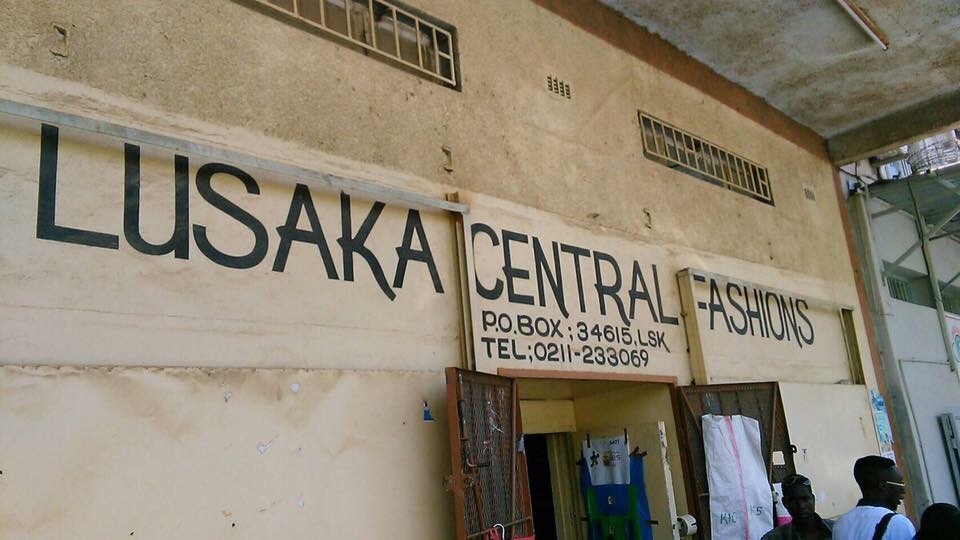 LUSAKA CENTRAL FASHIONS
P.O.BOX; 34615, LSK
TEL; 0211-233069